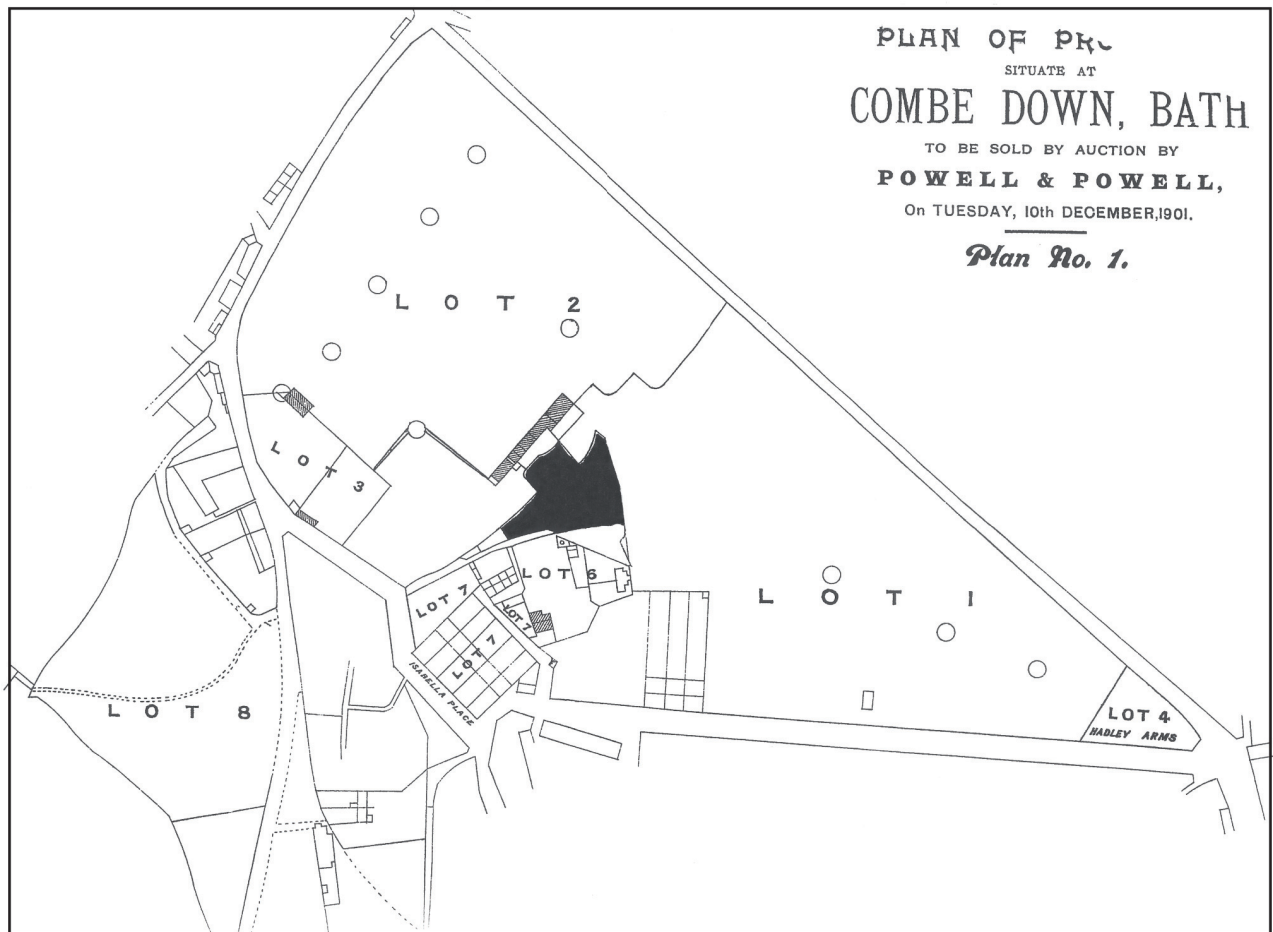 PLAN OF
SITUATE AT
COMBE DOWN, BATH
TO BE SOLD BY AUCTION BY
POWELL & POWELL,
On TUESDAY, 10th DECEMBER, 1901.
Plan No. 1.
LOT 2
LOT 3
LOT 6
LOT 7
LOT 7
LOT 7
ISABELLA PLACE
LOT 1
LOT 4
HADLEY ARMS
LOT 8